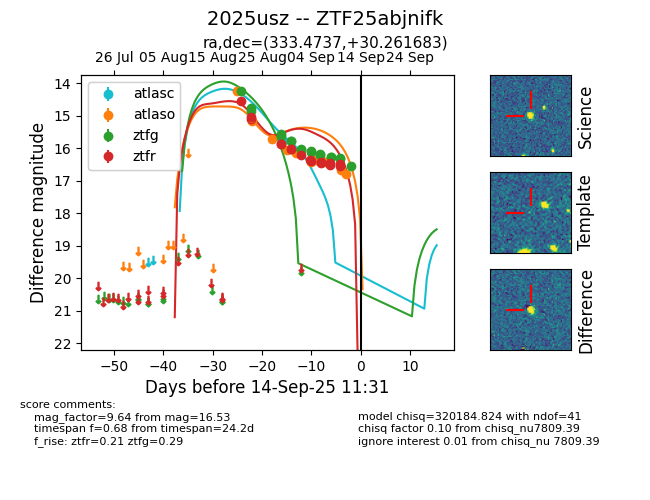 2025usz -- ZTF25abjnifk
ra,dec=(333.4737,+30.261683)
26 Jul 05 Aug15 Aug25 Aug04 Sep14 Sep24 Sep
14
15
16
17
18
19
20
21
22
Difference magnitude
atlasc
atlaso
ztfg
ztfr
−50 −40 −30 −20 −10 0 10
Days before 14-Sep-25 11:31
Science
Template
Difference
score comments:
mag_factor=9.64 from mag=16.53
timespan f=0.68 from timespan=24.2d
f_rise: ztfr=0.21 ztfg=0.29
model chisq=320184.824 with ndof=41
chisq factor 0.10 from chisq_nu7809.39
ignore interest 0.01 from chisq_nu 7809.39